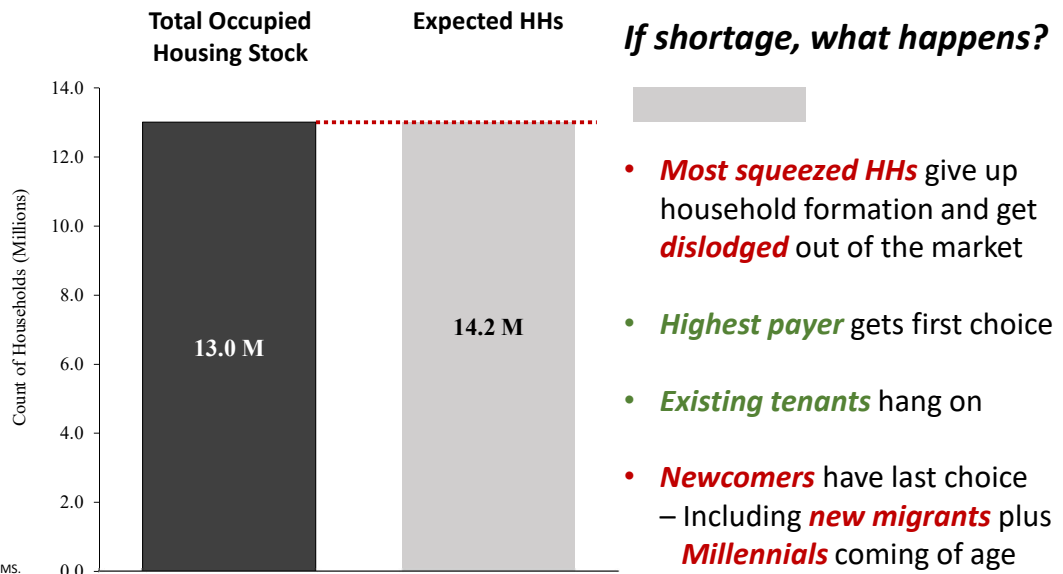 Total Occupied
Housing Stock
Expected HHs
If shortage, what happens?
Count of Households (Millions)
14.0
12.0
10.0
8.0
6.0
4.0
2.0
0.0
13.0 M
14.2 M
• Most squeezed HHs give up
household formation and get
dislodged out of the market
• Highest payer gets first choice
• Existing tenants hang on
• Newcomers have last choice
– Including new migrants plus
Millennials coming of age
MS.